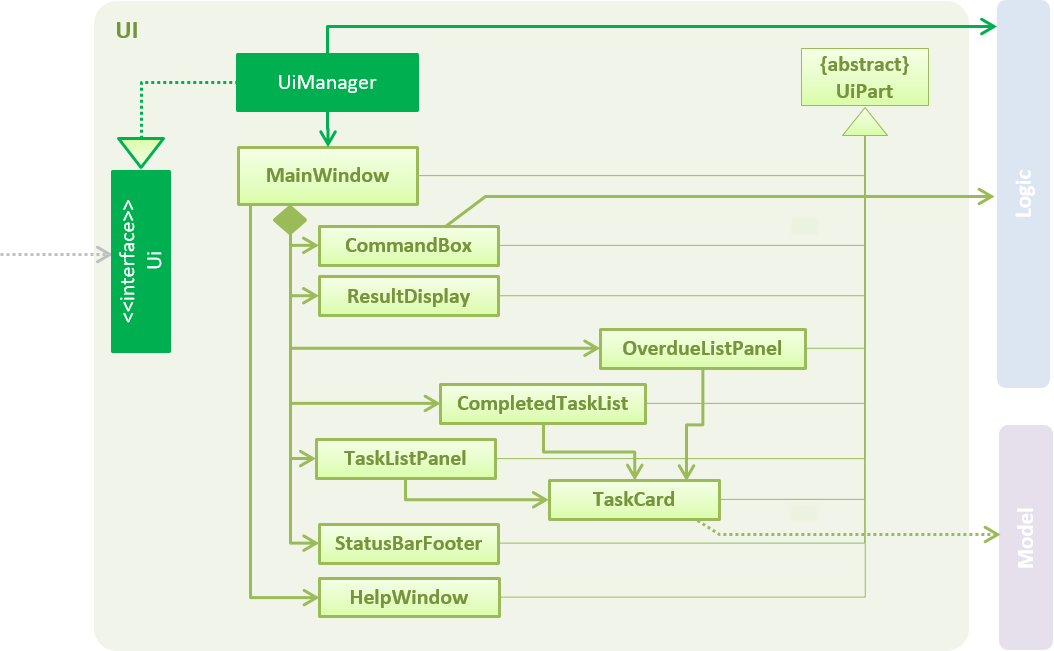 UI
UiManager
{abstract}
UiPart
<<interface>>
Ui
MainWindow
Logic
CommandBox
ResultDisplay
OverdueListPanel
CompletedTaskList
TaskListPanel
TaskCard
StatusBarFooter
Model
HelpWindow